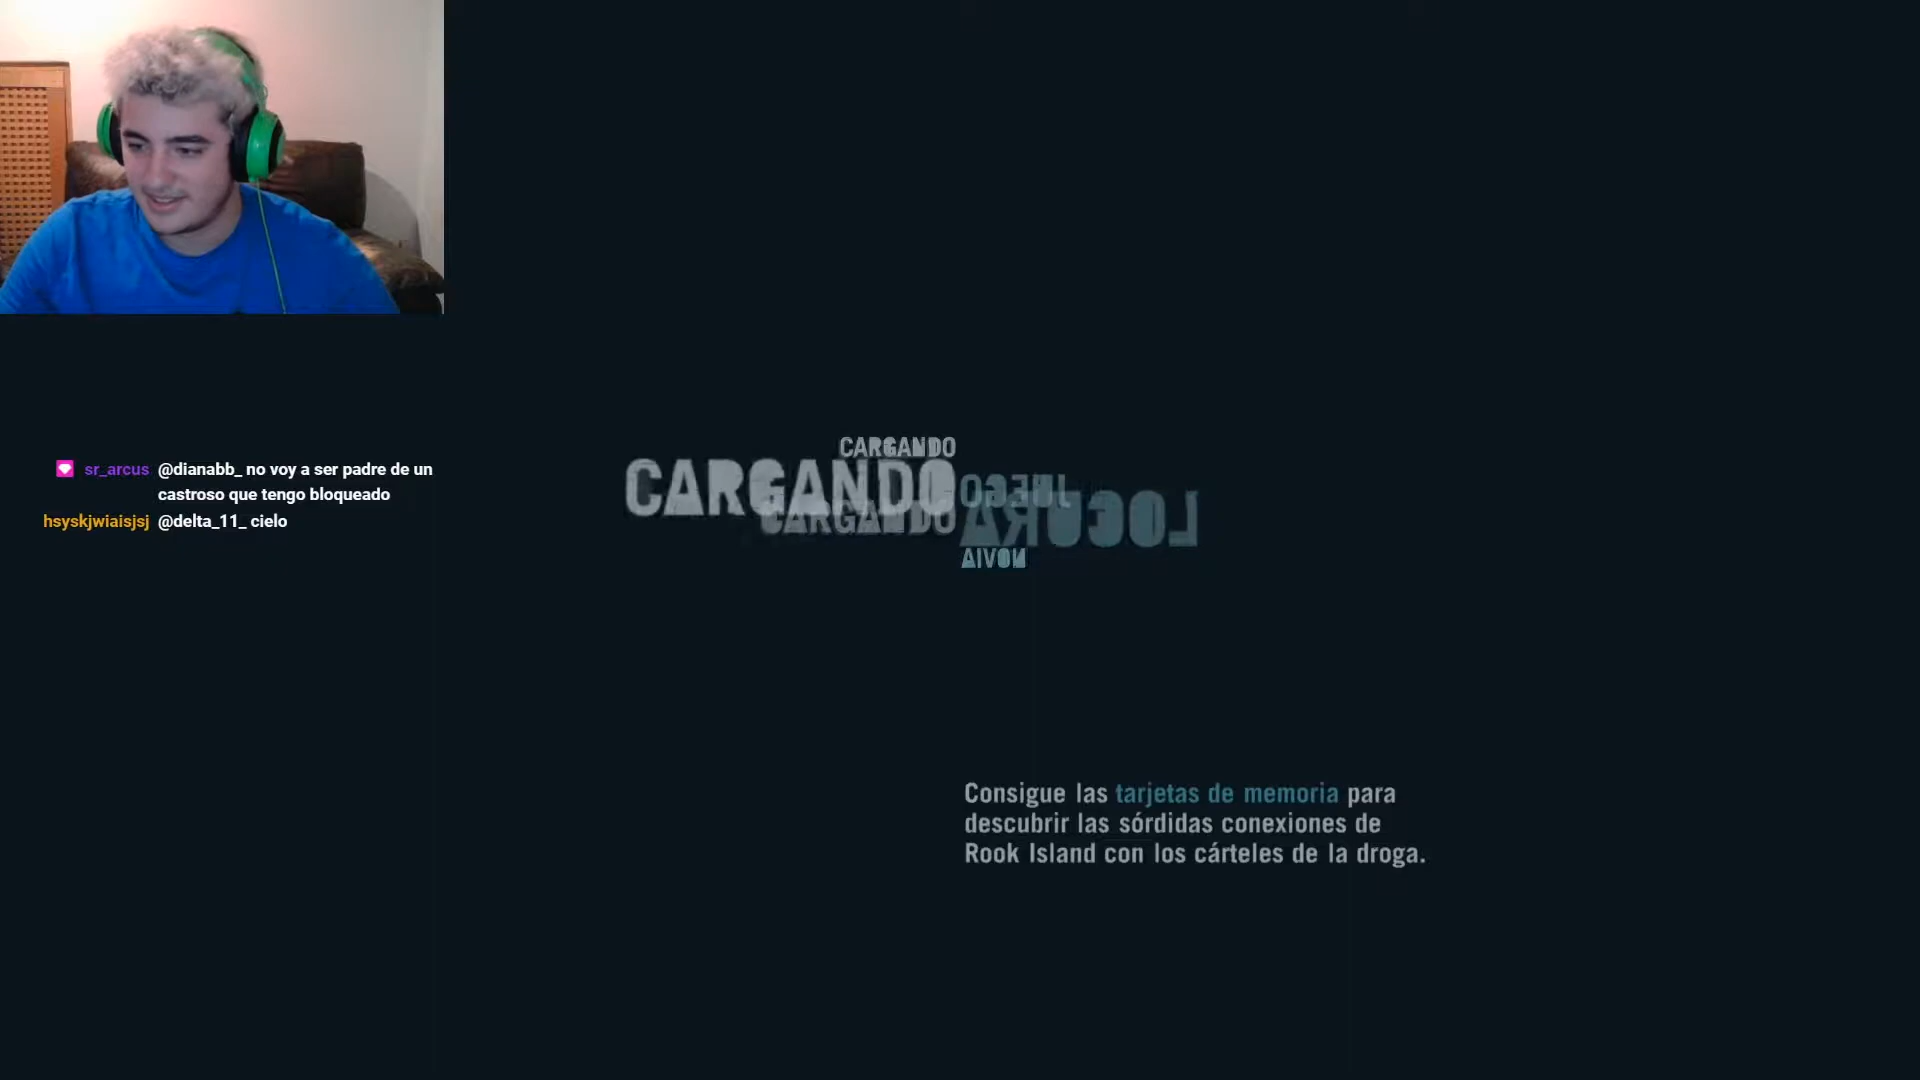 sr_arcus @dianabb_ no voy a ser padre de un
castroso que tengo bloqueado
hsyskjwiaisjsj @delta_11_ cielo
CARGANDO
CARGANDO
CARGANDO
JUEGO
LOCURA
NOVIA
Consigue las tarjetas de memoria para
descubrir las sórdidas conexiones de
Rook Island con los cárteles de la droga.